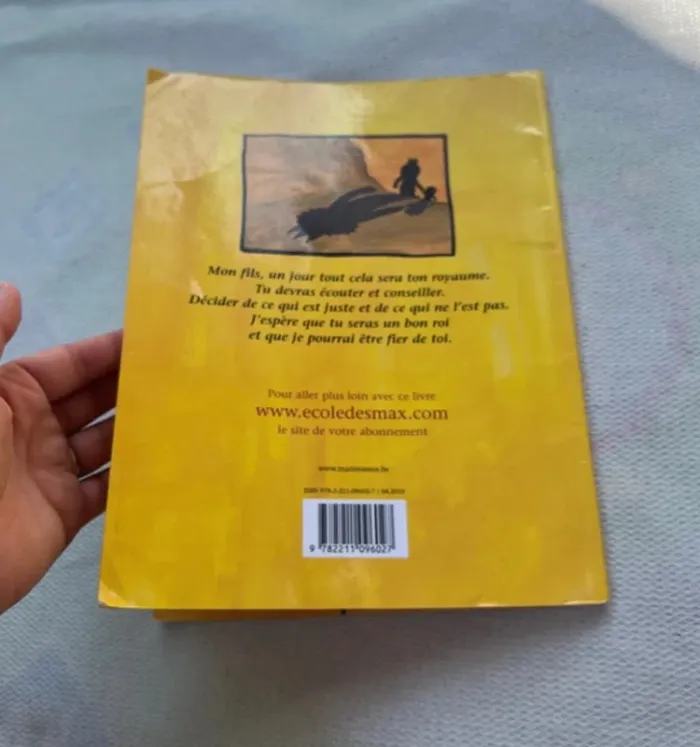 Mon fils, un jour tout cela sera ton royaume.
Tu devras écouter et conseiller.
Décider de ce qui est juste et de ce qui ne l'est pas.
J'espère que tu seras un bon roi
et que je pourrai être fier de toi.
Pour aller plus loin avec ce livre
www.ecoledesmax.com
le site de votre abonnement
9 782211 096027